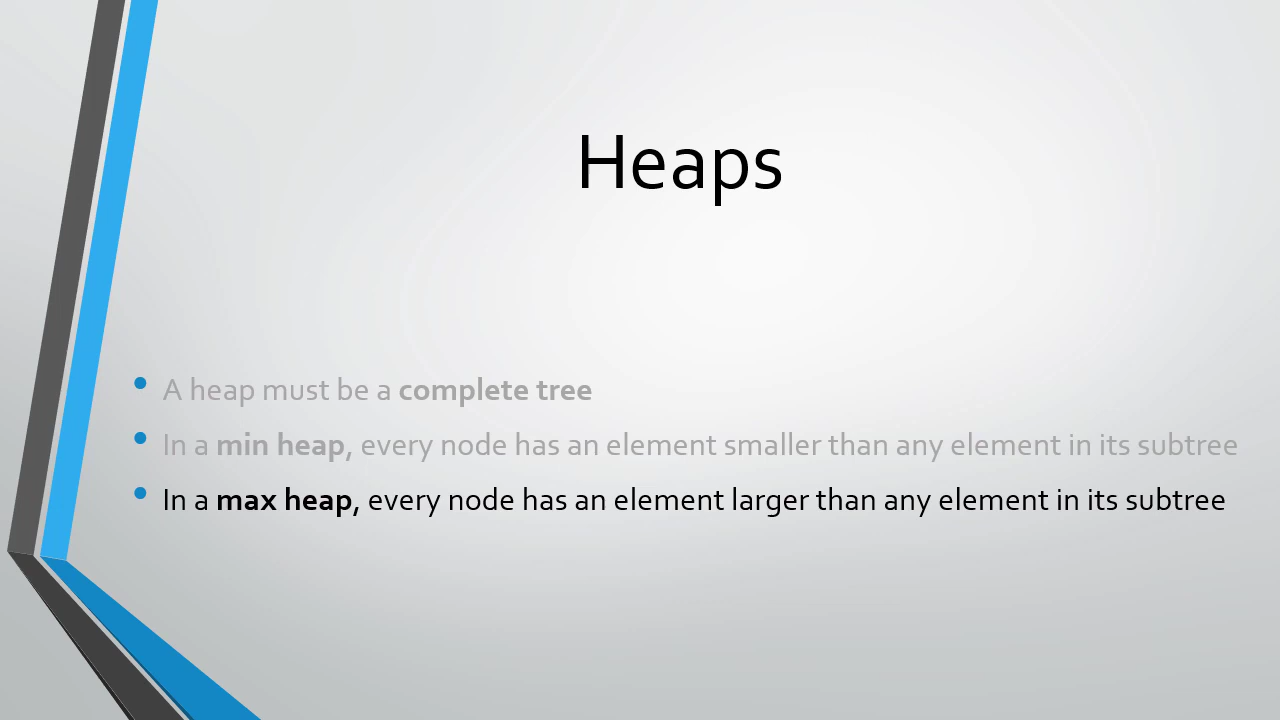 Heaps
• A heap must be a complete tree
• In a min heap, every node has an element smaller than any element in its subtree
• In a max heap, every node has an element larger than any element in its subtree